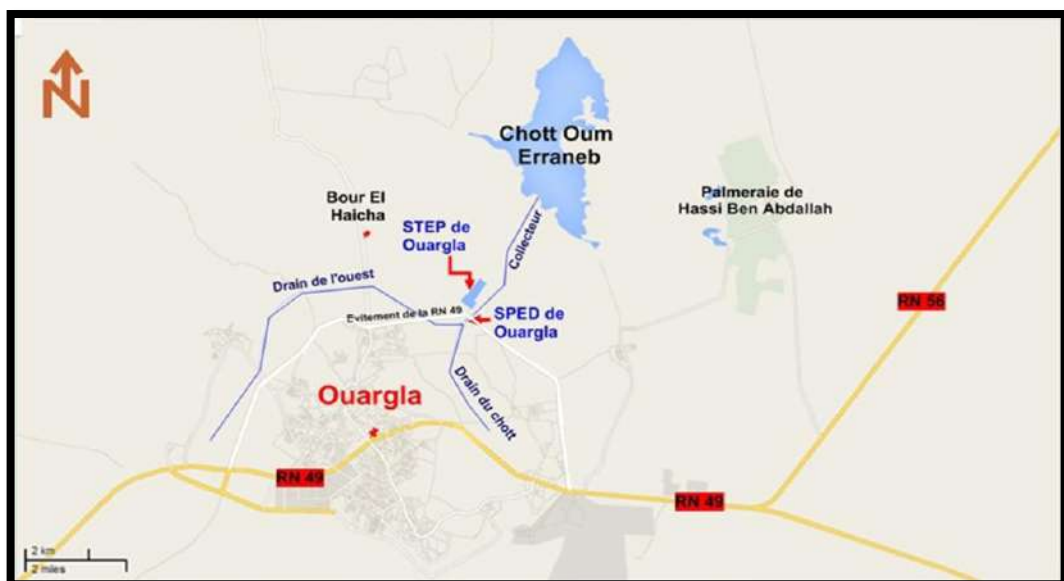 N
Chott Oum
Erraneb
Palmeraie de
Hassi Ben Abdallah
Bour El
Haicha
STEP de
Ouargla
Collecteur
Drain de l'ouest
Evitement de la RN 49
SPED de
Ouargla
RN 56
Drain du chott
Ouargla
RN 49
RN 49
2 km
2 miles